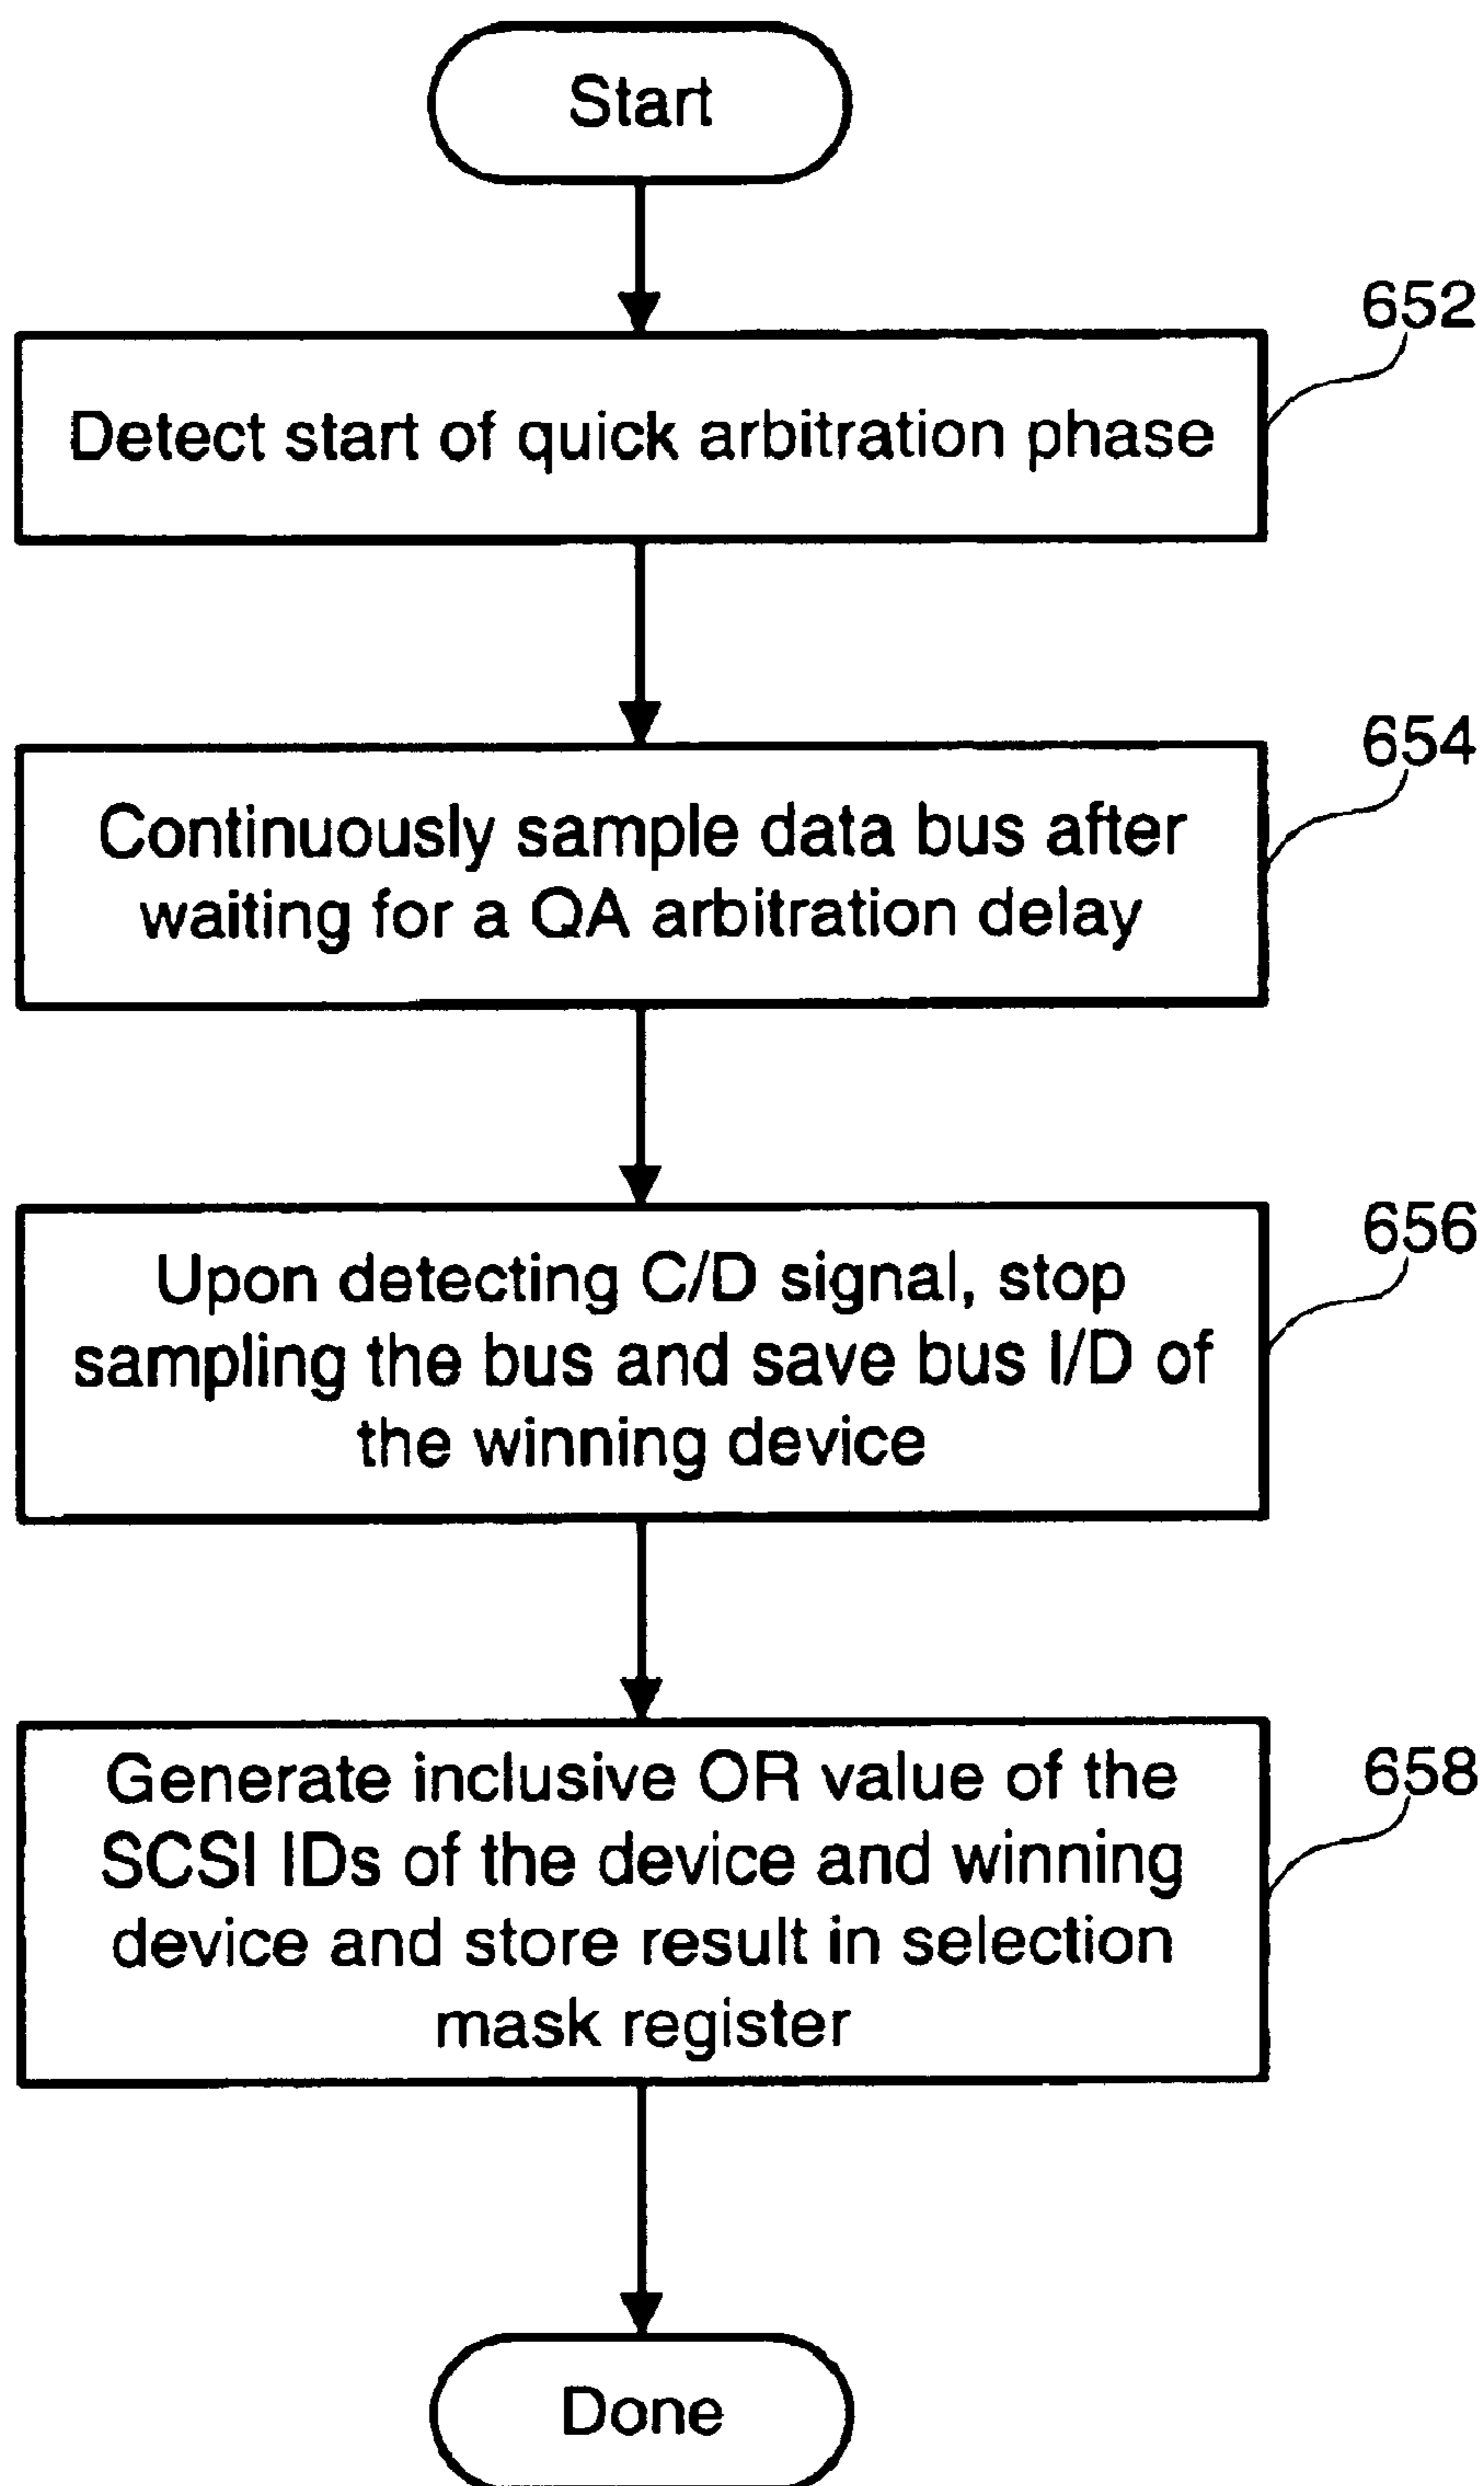 Start
652
Detect start of quick arbitration phase
654
Continuously sample data bus after
waiting for a QA arbitration delay
656
Upon detecting C/D signal, stop
sampling the bus and save bus I/D of
the winning device
658
Generate inclusive OR value of the
SCSI IDs of the device and winning
device and store result in selection
mask register
Done